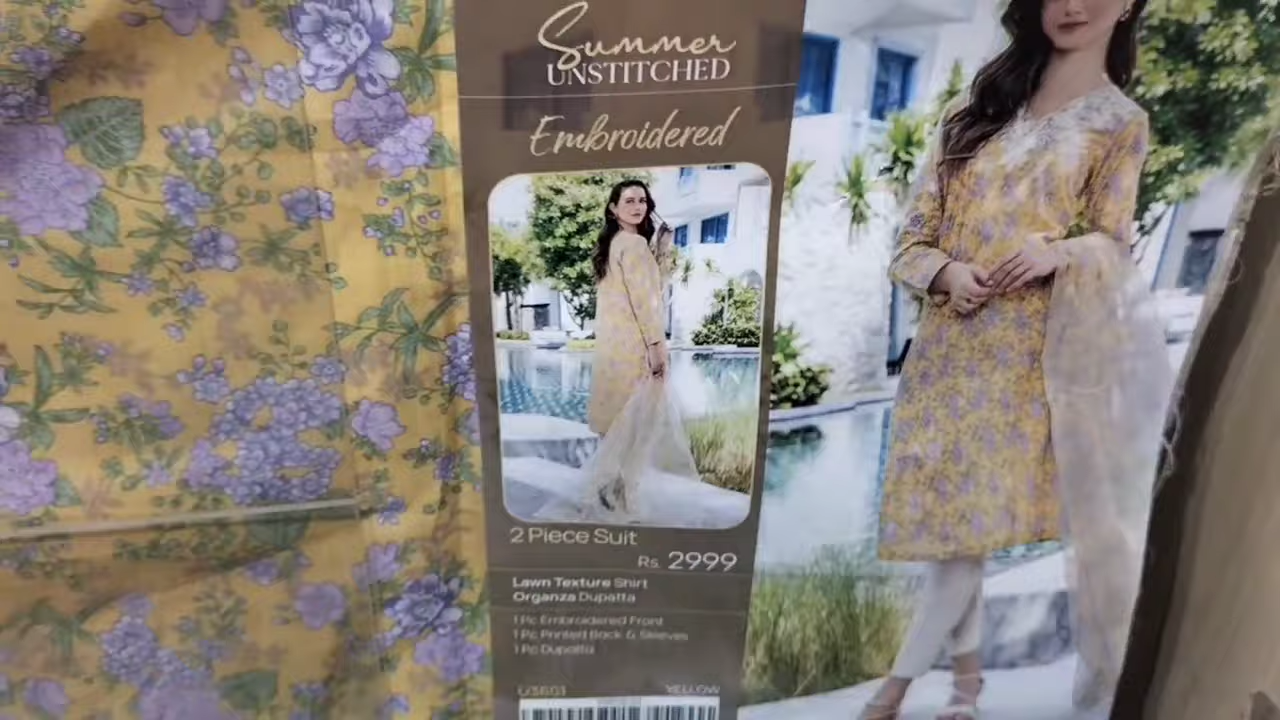 Summer
UNSTITCHED
Embroidered
2 Piece Suit
Rs. 2999
Lawn Texture Shirt
Organza Dupatta
1 Pc Embroidered Front
1 Pc Printed Back & Sleeves
1 Pc Dupatta
YELLOW